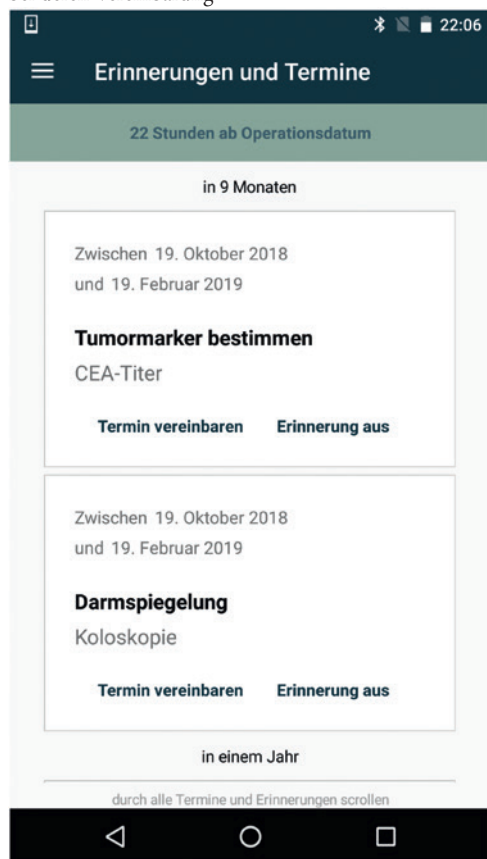 22:06
Erinnerungen und Termine
22 Stunden ab Operationsdatum
in 9 Monaten
Zwischen 19. Oktober 2018
und 19. Februar 2019
Tumormarker bestimmen
CEA-Titer
Termin vereinbaren Erinnerung aus
Zwischen 19. Oktober 2018
und 19. Februar 2019
Darmspiegelung
Koloskopie
Termin vereinbaren Erinnerung aus
in einem Jahr
durch alle Termine und Erinnerungen scrollen